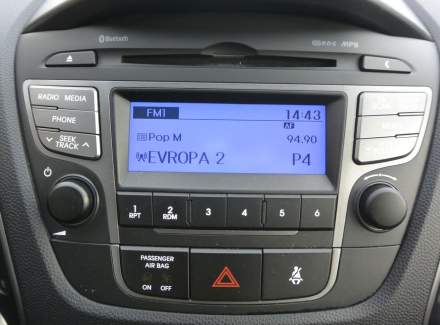 Bluetooth
MP3
RADIO MEDIA
PHONE
SEEK
TRACK
FM1 14:43
AF
Pop M 94.90
EVROPA 2 P4
1 RPT 2 RDM 3 4 5 6
PASSENGER
AIR BAG
ON OFF